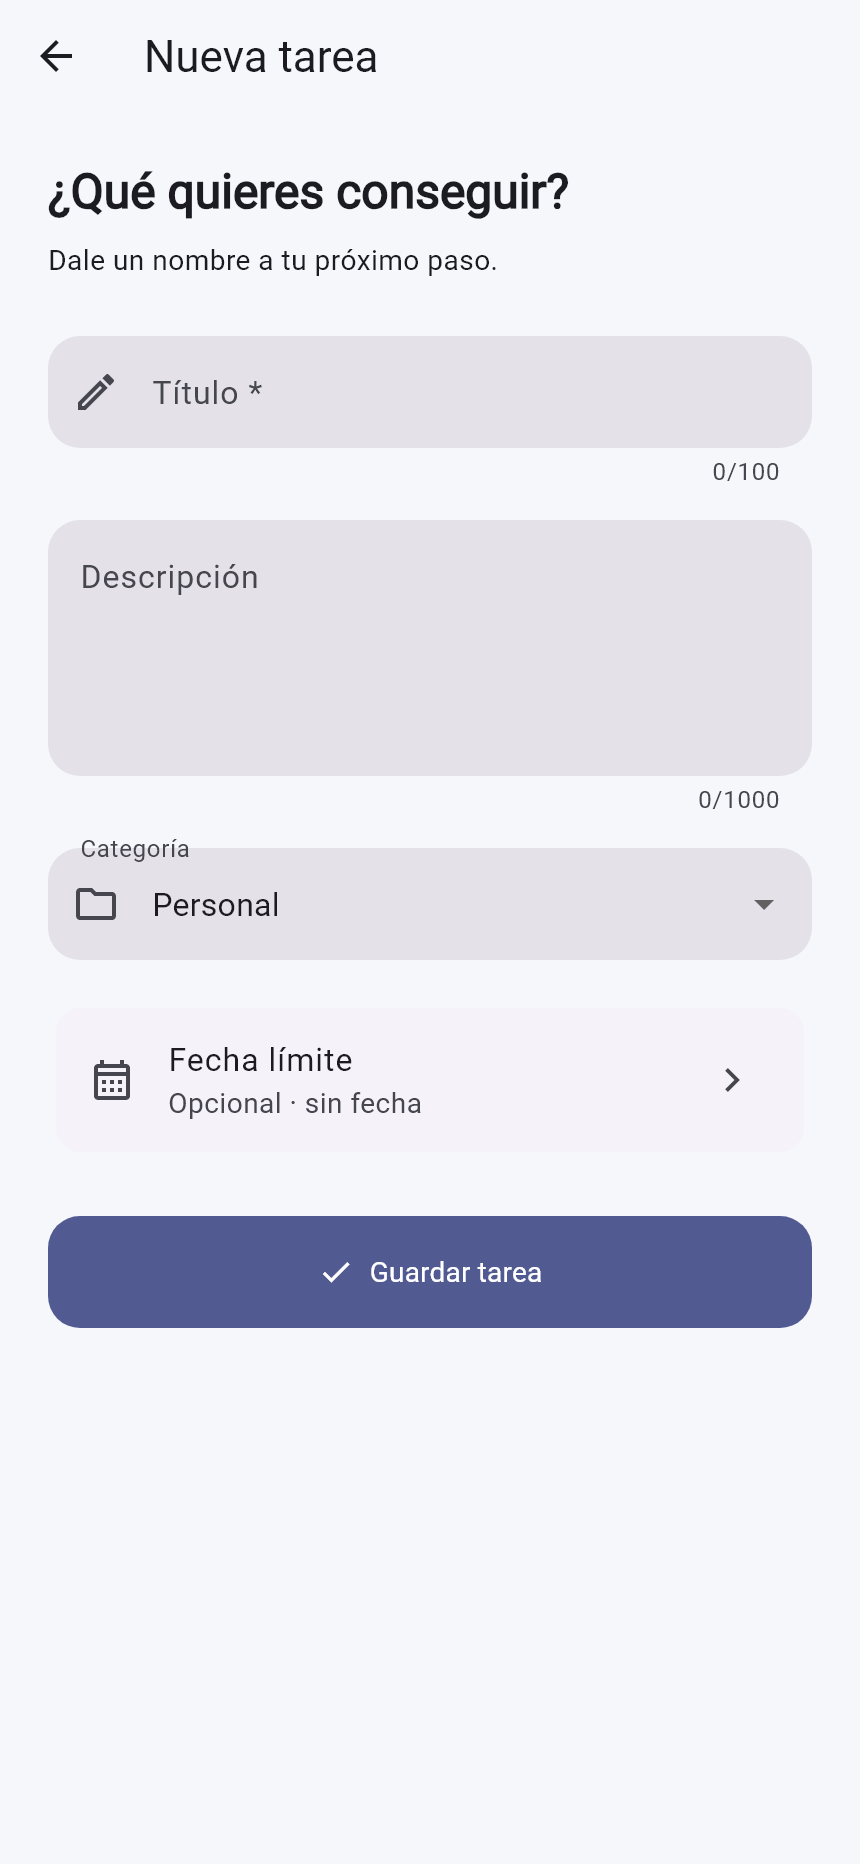 Nueva tarea
¿Qué quieres conseguir?
Dale un nombre a tu próximo paso.
Título *
0/100
Descripción
0/1000
Categoría
Personal
Fecha límite
Opcional · sin fecha
Guardar tarea